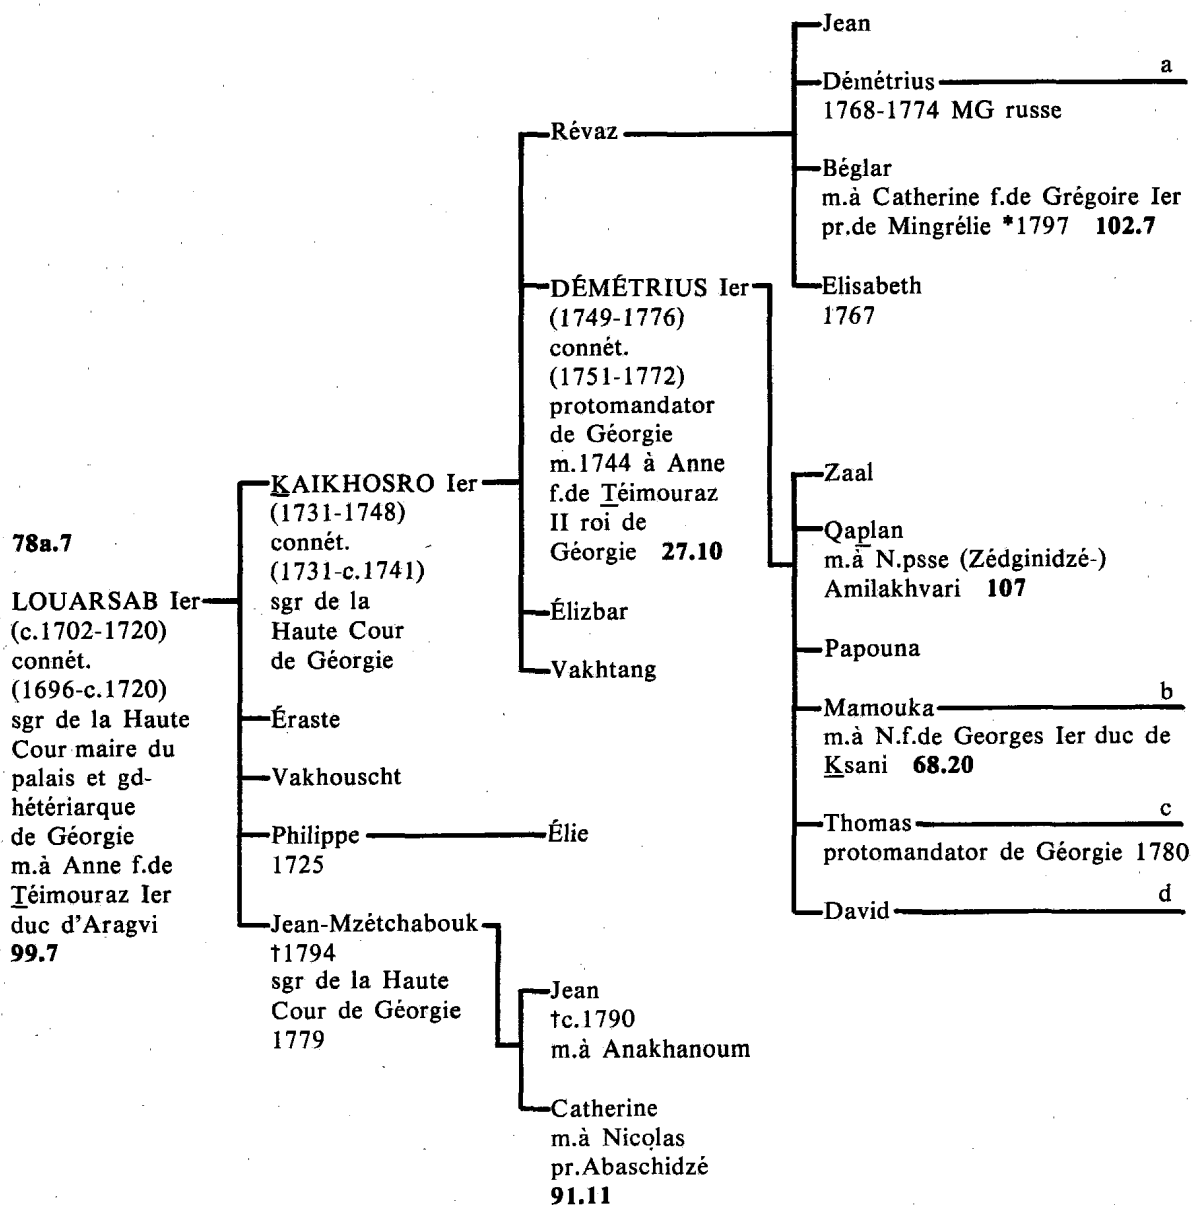 78a.7
LOUARSAB Ier
(c.1702-1720)
connét.
(1696-c.1720)
sgr de la Haute
Cour maire du
palais et gd-
hétériarque
de Géorgie
m.à Anne f.de
Téimouraz Ier
duc d'Aragvi
99.7
KAIKHOSRO Ier
(1731-1748)
connét.
(1731-c.1741)
sgr de la
Haute Cour
de Géorgie
Éraste
Vakhouscht
Philippe
1725
Jean-Mzétchabouk
†1794
sgr de la Haute
Cour de Géorgie
1779
Révaz
DÉMÉTRIUS Ier
(1749-1776)
connét.
(1751-1772)
protomandator
de Géorgie
m.1744 à Anne
f.de Téimouraz
II roi de
Géorgie 27.10
Élizbar
Vakhtang
Élie
Jean
†c.1790
m.à Anakhanoum
Catherine
m.à Nicolas
pr.Abaschidzé
91.11
Jean
Démétrius a
1768-1774 MG russe
Béglar
m.à Catherine f.de Grégoire Ier
pr.de Mingrélie *1797 102.7
Elisabeth
1767
Zaal
Qaplan
m.à N.psse (Zédginidzé-)
Amilakhvari 107
Papouna
Mamouka b
m.à N.f.de Georges Ier duc de
Ksani 68.20
Thomas c
protomandator de Géorgie 1780
David d